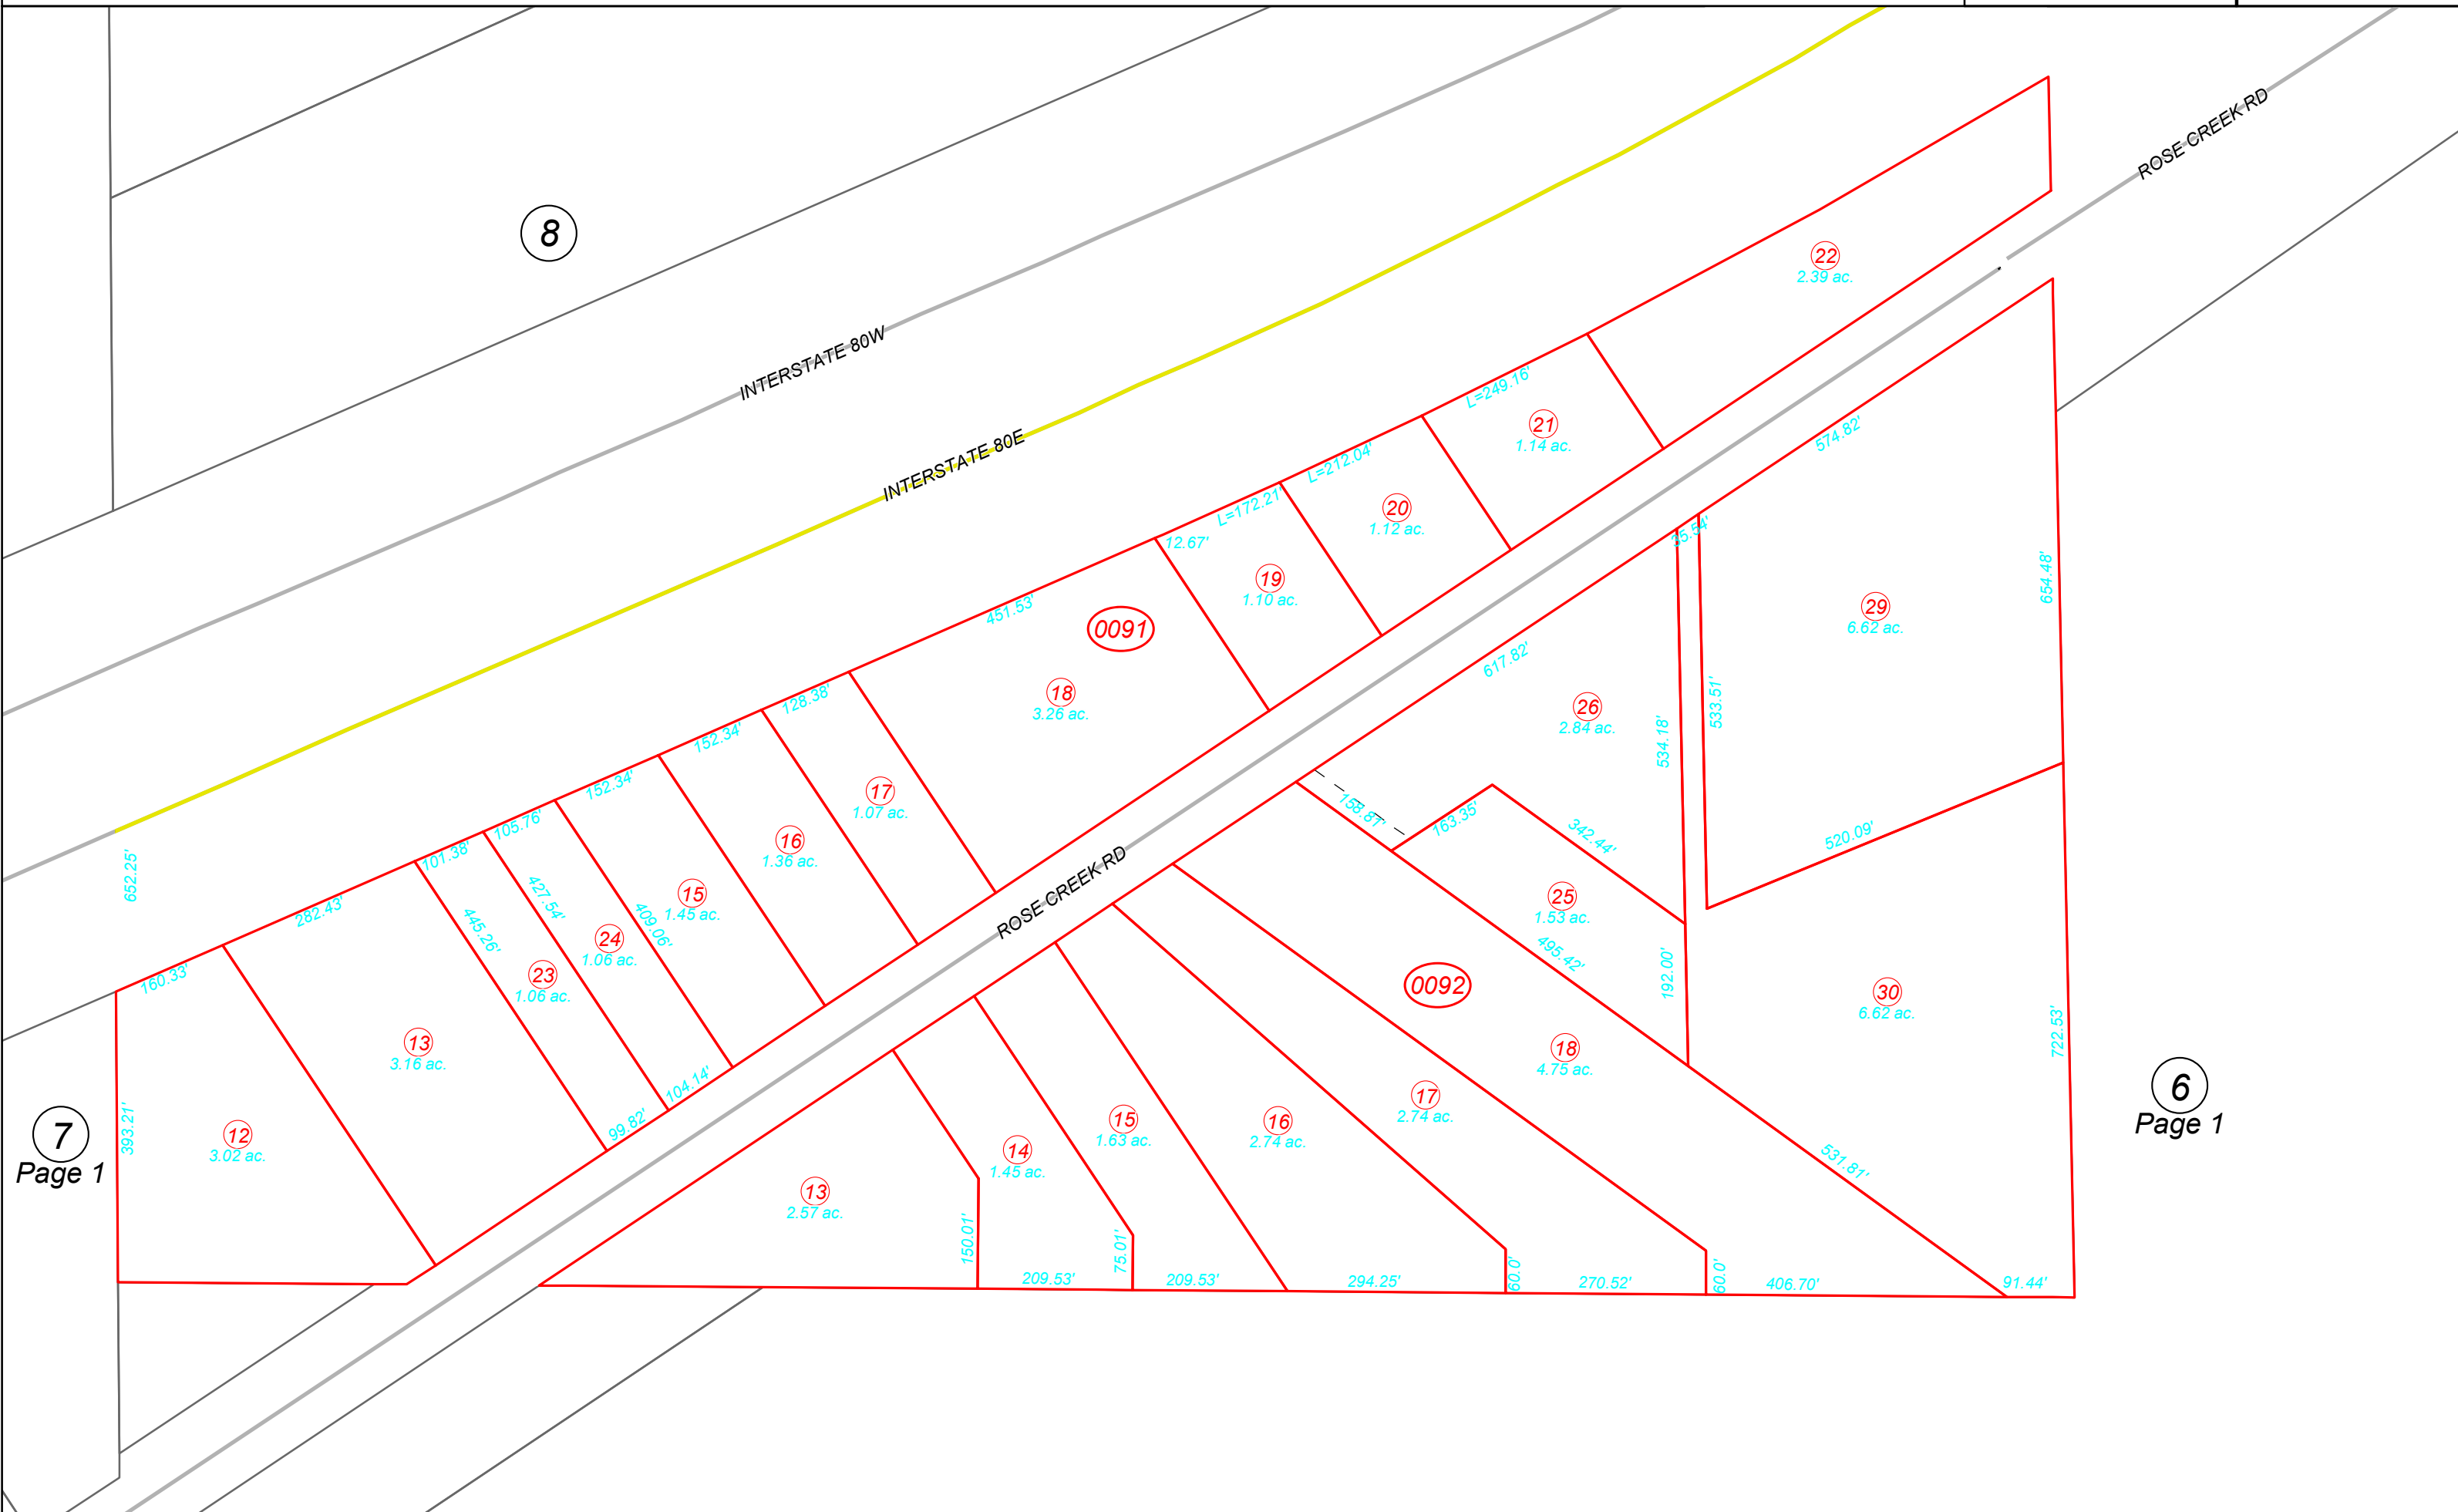 ROSE CREEK RD
8
22
2.39 ac.
INTERSTATE 80W
L=249.16'
21
1.14 ac.
574.82'
INTERSTATE 80E
L=212.04'
L=172.21'
20
1.12 ac.
35.54'
12.67'
19
1.10 ac.
654.48'
451.53'
0091
29
6.62 ac.
617.82'
18
3.26 ac.
128.38'
533.51'
26
2.84 ac.
534.18'
152.34'
152.34'
17
1.07 ac.
158.81'
163.35'
342.44'
520.09'
105.76'
16
1.36 ac.
101.38'
652.25'
ROSE CREEK RD
282.43'
427.54'
15
1.45 ac.
409.06'
445.26'
25
1.53 ac.
24
1.06 ac.
495.42'
160.33'
23
1.06 ac.
192.00'
0092
30
6.62 ac.
722.53'
13
3.16 ac.
18
4.75 ac.
104.14'
99.82'
17
2.74 ac.
6
Page 1
7
Page 1
393.21'
12
3.02 ac.
15
1.63 ac.
16
2.74 ac.
14
1.45 ac.
531.81'
13
2.57 ac.
150.01'
75.01'
209.53'
209.53'
294.25'
60.0'
270.52'
60.0'
406.70'
91.44'